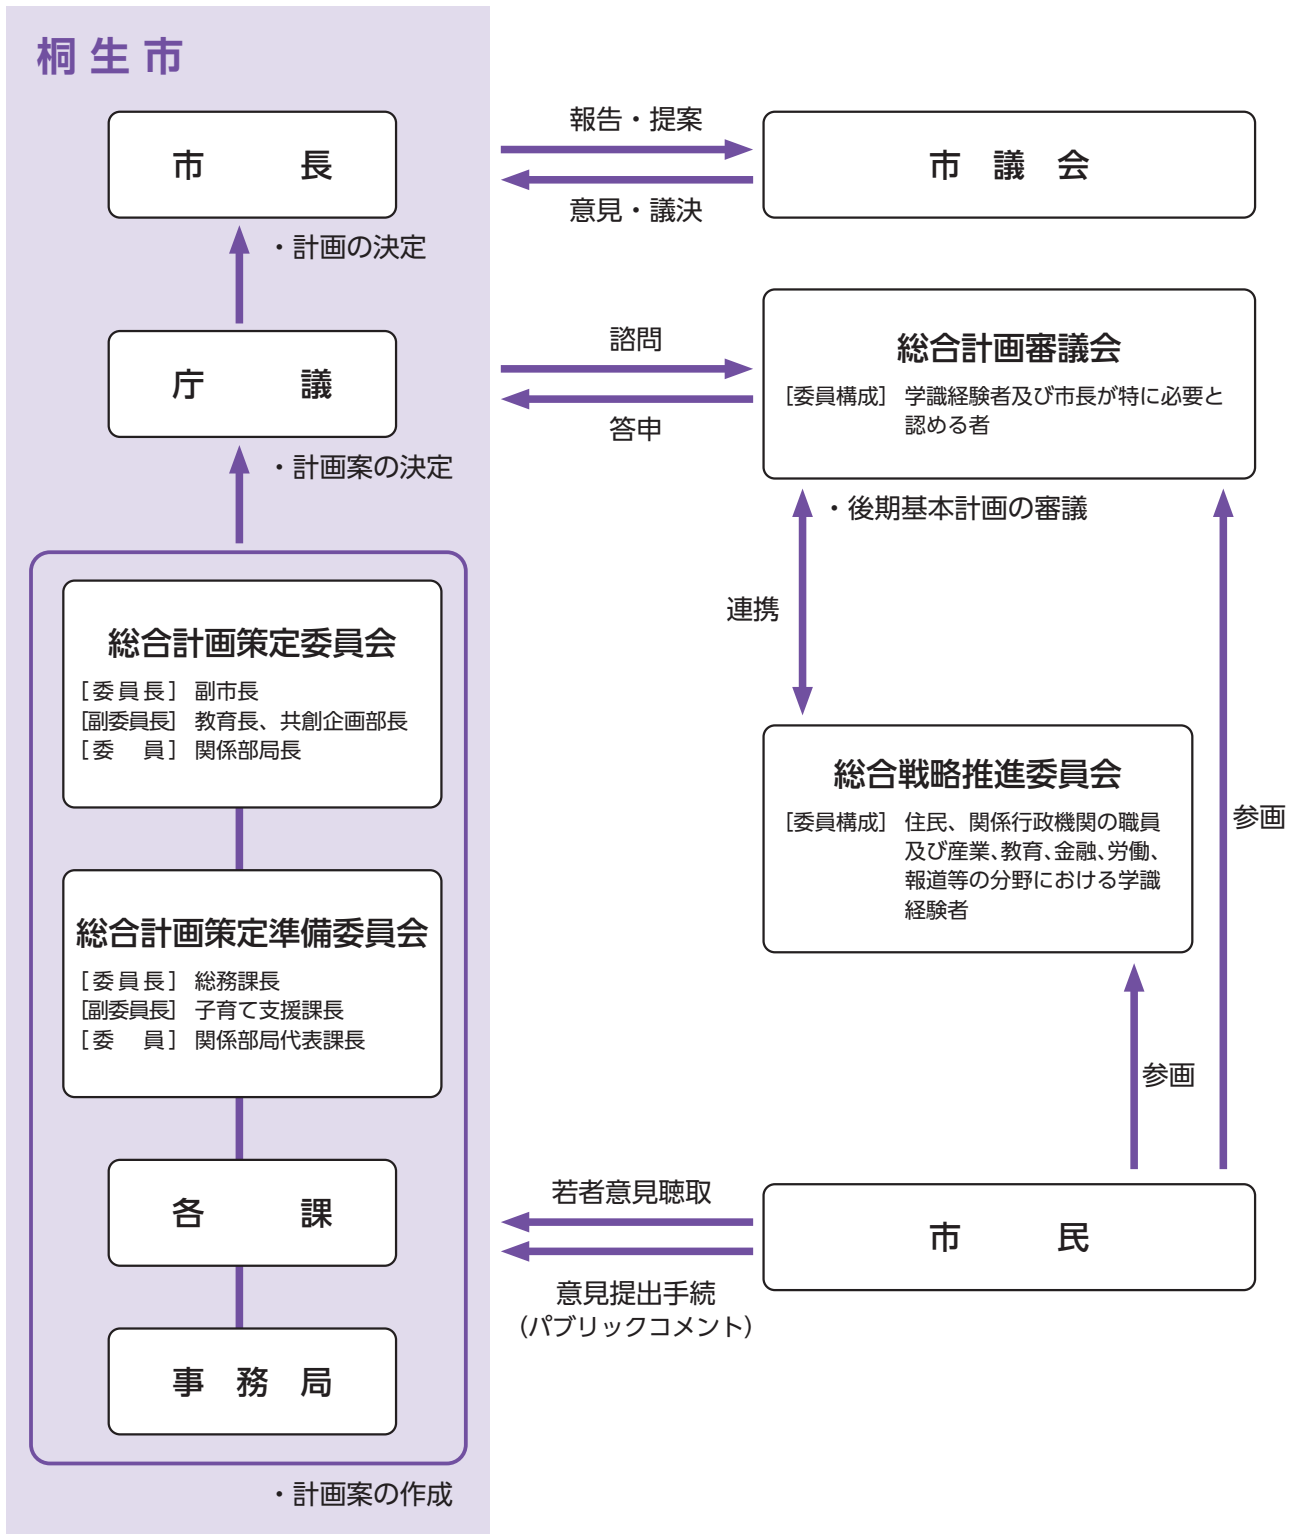 桐生市
市長
・計画の決定
庁議
・計画案の決定
総合計画策定委員会
[委員長] 副市長
[副委員長] 教育長、共創企画部長
[委員] 関係部局長
総合計画策定準備委員会
[委員長] 総務課長
[副委員長] 子育て支援課長
[委員] 関係部局代表課長
各課
事務局
・計画案の作成
報告・提案
意見・議決
市議会
諮問
答申
総合計画審議会
[委員構成] 学識経験者及び市長が特に必要と
認める者
・後期基本計画の審議
連携
総合戦略推進委員会
[委員構成] 住民、関係行政機関の職員
及び産業、教育、金融、労働、
報道等の分野における学識
経験者
参画
参画
若者意見聴取
意見提出手続
(パブリックコメント)
市民